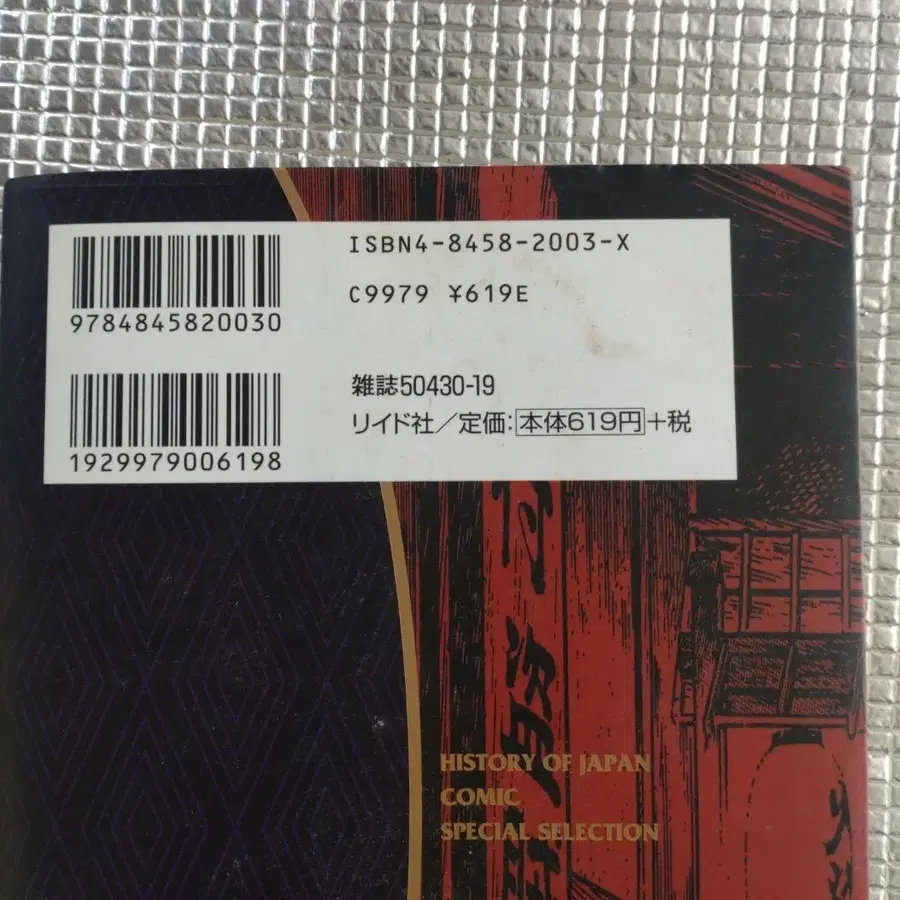 ISBN4-8458-2003-X
C9979 ¥619E
9784845820030
雑誌50430-19
リイド社／定価：本体619円＋税
1929979006198
HISTORY OF JAPAN
COMIC
SPECIAL SELECTION